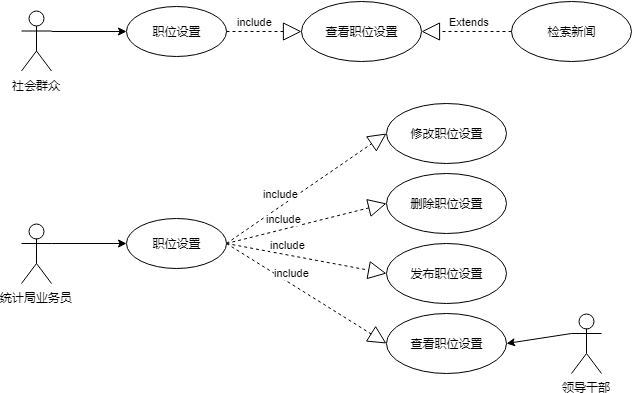 职位设置
include
查看职位设置
Extends
检索新闻
社会群众
修改职位设置
include
删除职位设置
include
职位设置
include
发布职位设置
include
统计局业务员
查看职位设置
领导干部